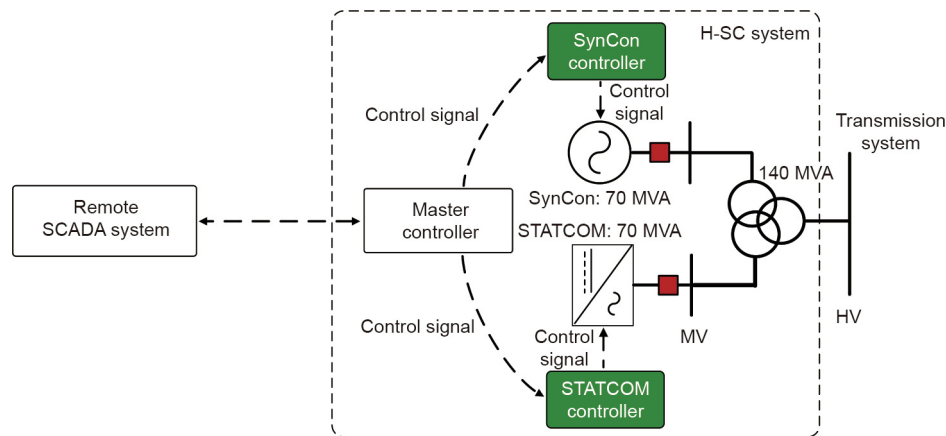 H-SC system
SynCon
controller
Control
signal
Control signal
Transmission
system
140 MVA
SynCon: 70 MVA
Remote
SCADA system
Master
controller
STATCOM: 70 MVA
HV
MV
Control signal
Control
signal
STATCOM
controller